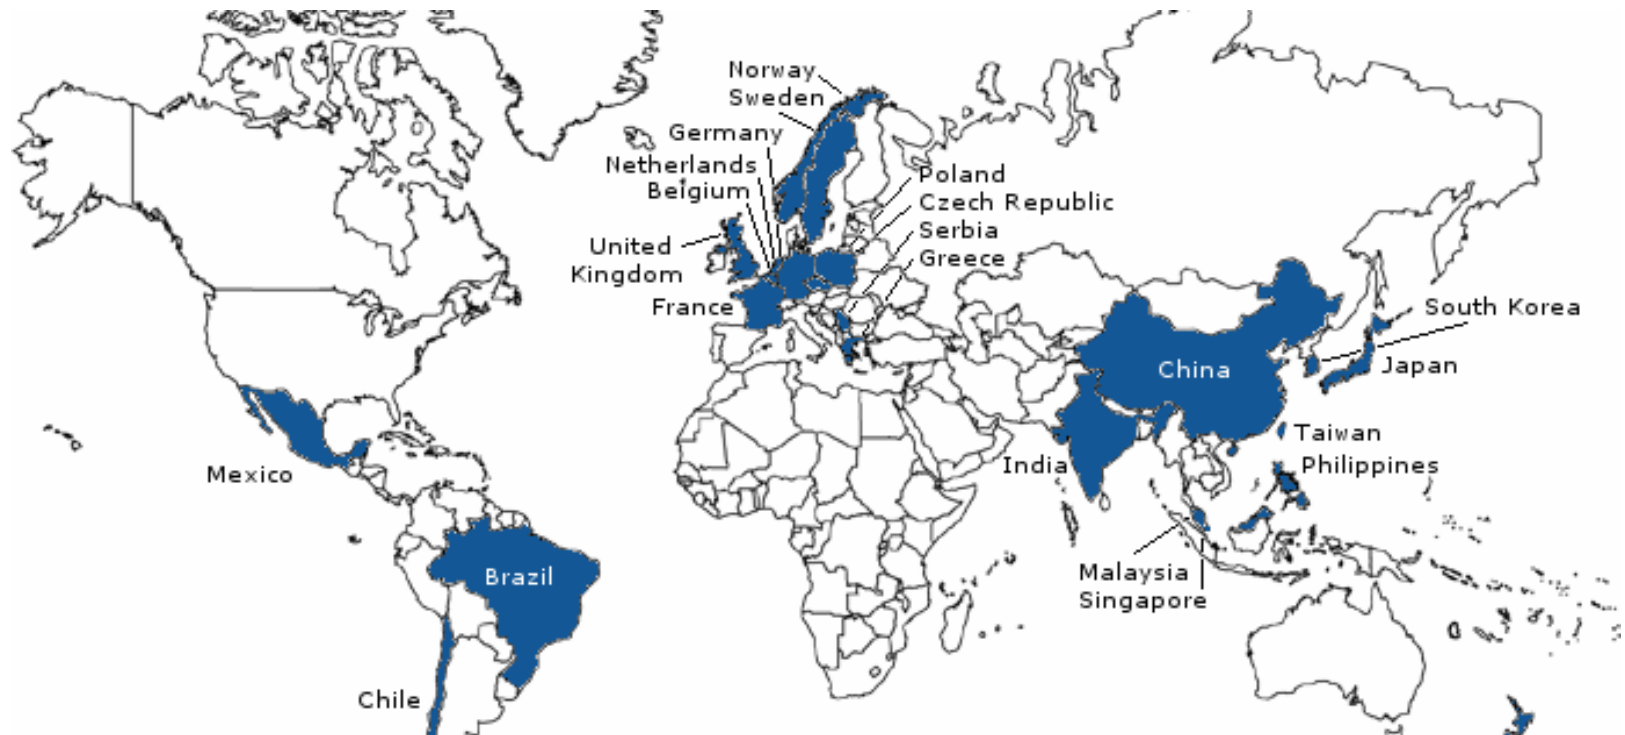 Norway
Sweden
Germany
Netherlands
Belgium
Poland
Czech Republic
Serbia
Greece
United
Kingdom
France
South Korea
China
Japan
Taiwan
India
Philippines
Mexico
Malaysia
Singapore
Brazil
Chile